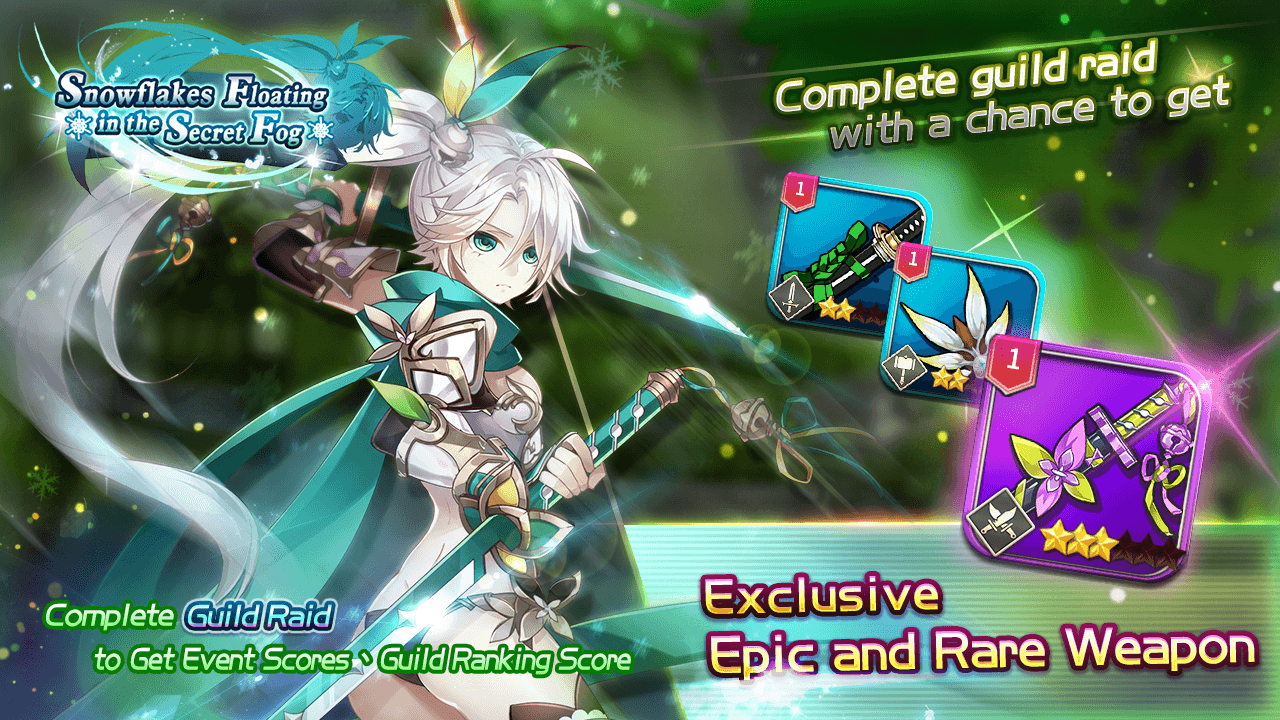 Snowflakes Floating
in the Secret Fog
Complete guild raid
with a chance to get
1
1
1
Exclusive
Epic and Rare Weapon
Complete Guild Raid
to Get Event Scores、Guild Ranking Score